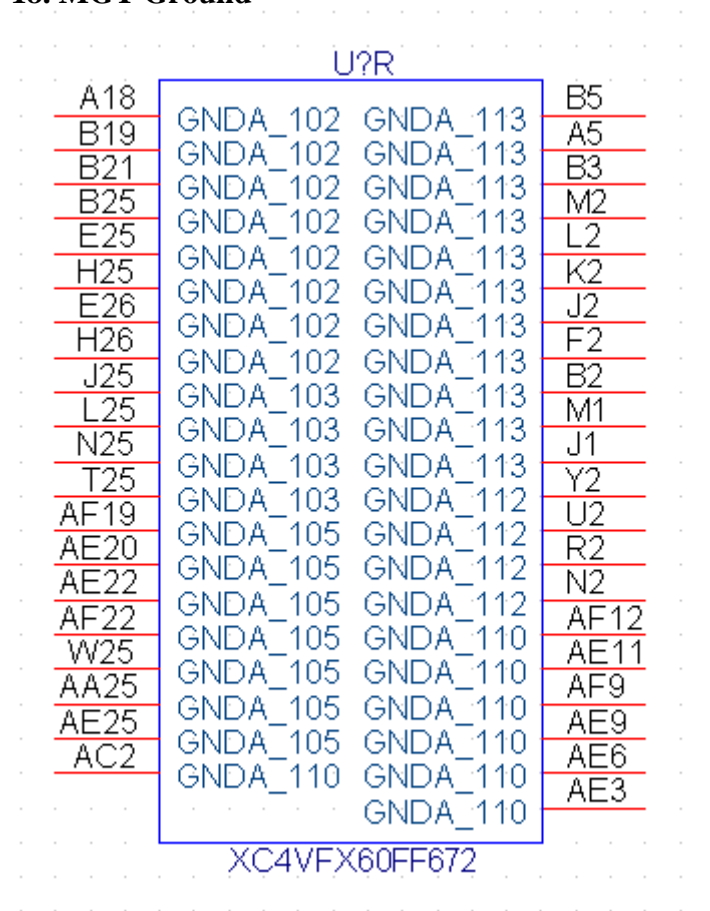 MGT Ground
U?R
A18 GNDA_102 GNDA_113 B5
B19 GNDA_102 GNDA_113 A5
B21 GNDA_102 GNDA_113 B3
B25 GNDA_102 GNDA_113 M2
E25 GNDA_102 GNDA_113 L2
H25 GNDA_102 GNDA_113 K2
E26 GNDA_102 GNDA_113 J2
H26 GNDA_102 GNDA_113 F2
J25 GNDA_103 GNDA_113 B2
L25 GNDA_103 GNDA_113 M1
N25 GNDA_103 GNDA_113 J1
T25 GNDA_103 GNDA_112 Y2
AF19 GNDA_105 GNDA_112 U2
AE20 GNDA_105 GNDA_112 R2
AE22 GNDA_105 GNDA_112 N2
AF22 GNDA_105 GNDA_110 AF12
W25 GNDA_105 GNDA_110 AE11
AA25 GNDA_105 GNDA_110 AF9
AE25 GNDA_105 GNDA_110 AE9
AC2 GNDA_110 GNDA_110 AE6
GNDA_110 AE3
XC4VFX60FF672